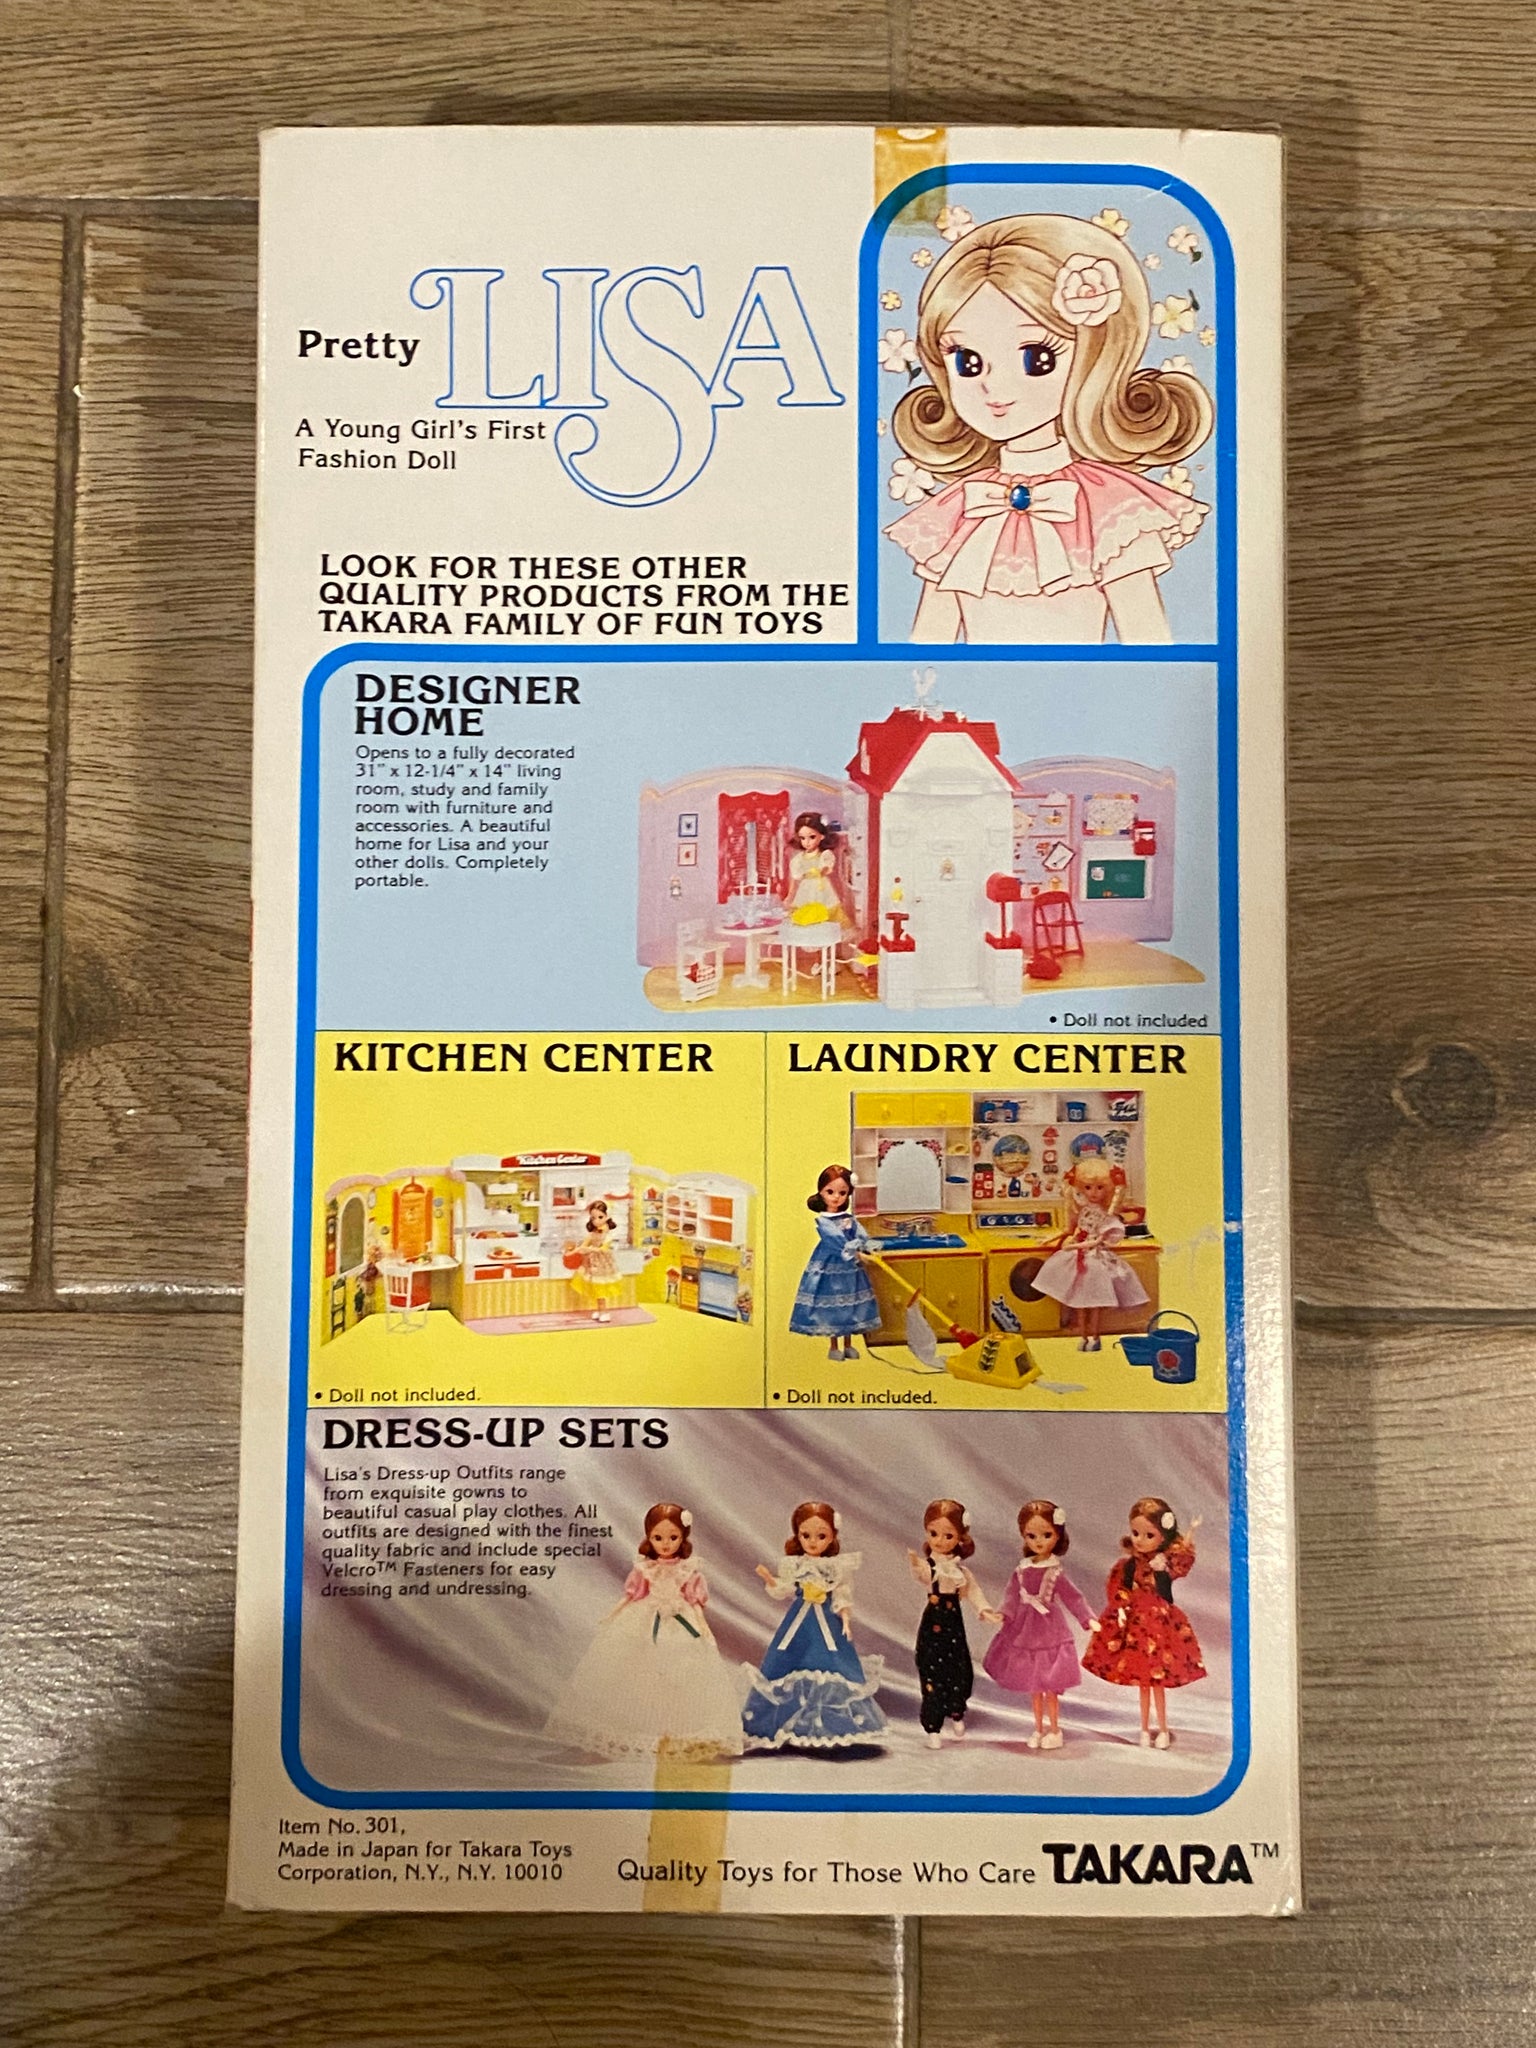 Pretty LISA
A Young Girl's First
Fashion Doll
LOOK FOR THESE OTHER
QUALITY PRODUCTS FROM THE
TAKARA FAMILY OF FUN TOYS
DESIGNER
HOME
Opens to a fully decorated
31" x 12-1/4" x 14" living
room, study and family
room with furniture and
accessories. A beautiful
home for Lisa and your
other dolls. Completely
portable.
• Doll not included
KITCHEN CENTER
Kitchen Center
• Doll not included.
LAUNDRY CENTER
• Doll not included.
DRESS-UP SETS
Lisa's Dress-up Outfits range
from exquisite gowns to
beautiful casual play clothes. All
outfits are designed with the finest
quality fabric and include special
Velcro™ Fasteners for easy
dressing and undressing.
Item No. 301,
Made in Japan for Takara Toys
Corporation, N.Y., N.Y. 10010
Quality Toys for Those Who Care TAKARA™